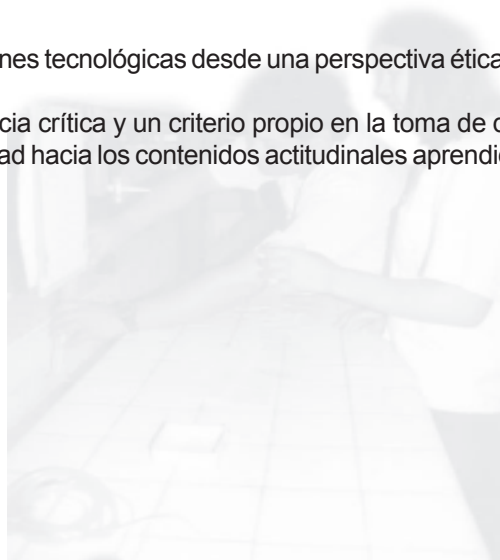 nes tecnológicas desde una perspectiva ética
cia crítica y un criterio propio en la toma de
ad hacia los contenidos actitudinales